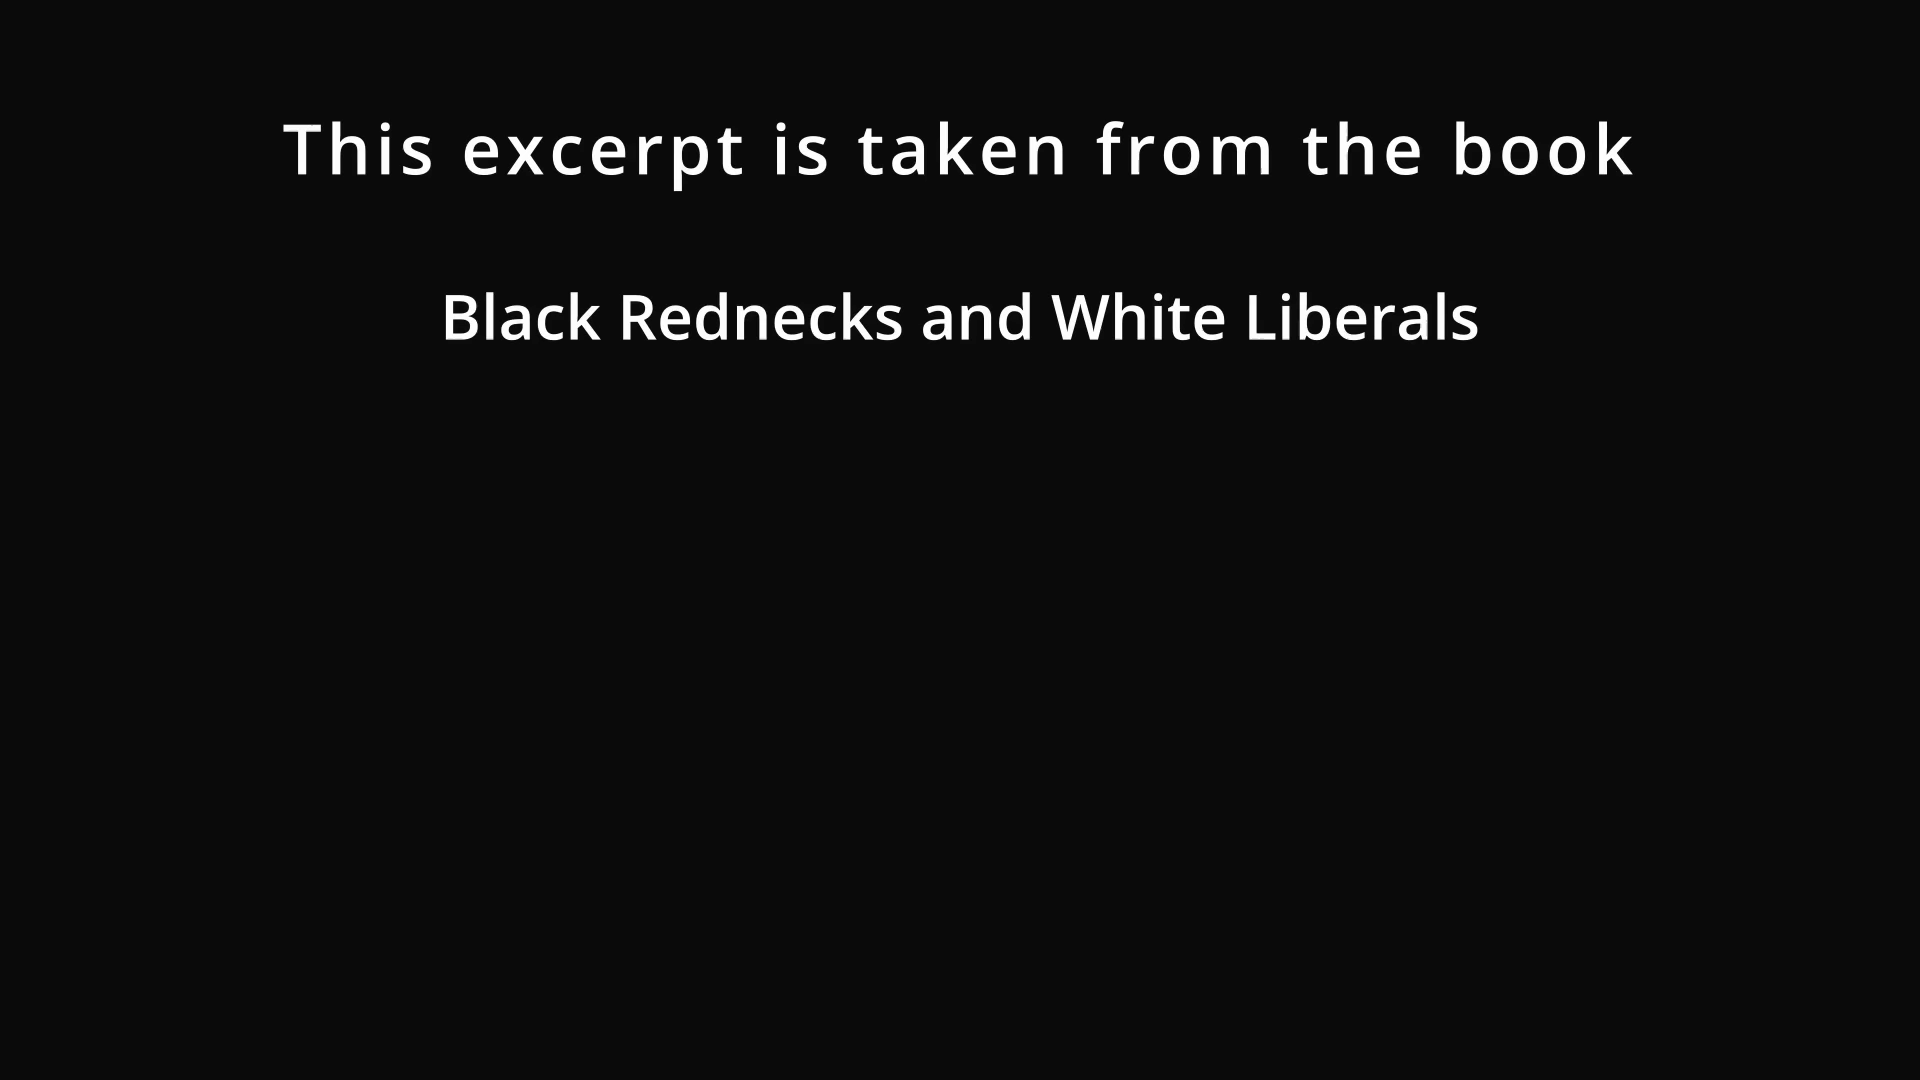 This excerpt is taken from the book
Black Rednecks and White Liberals